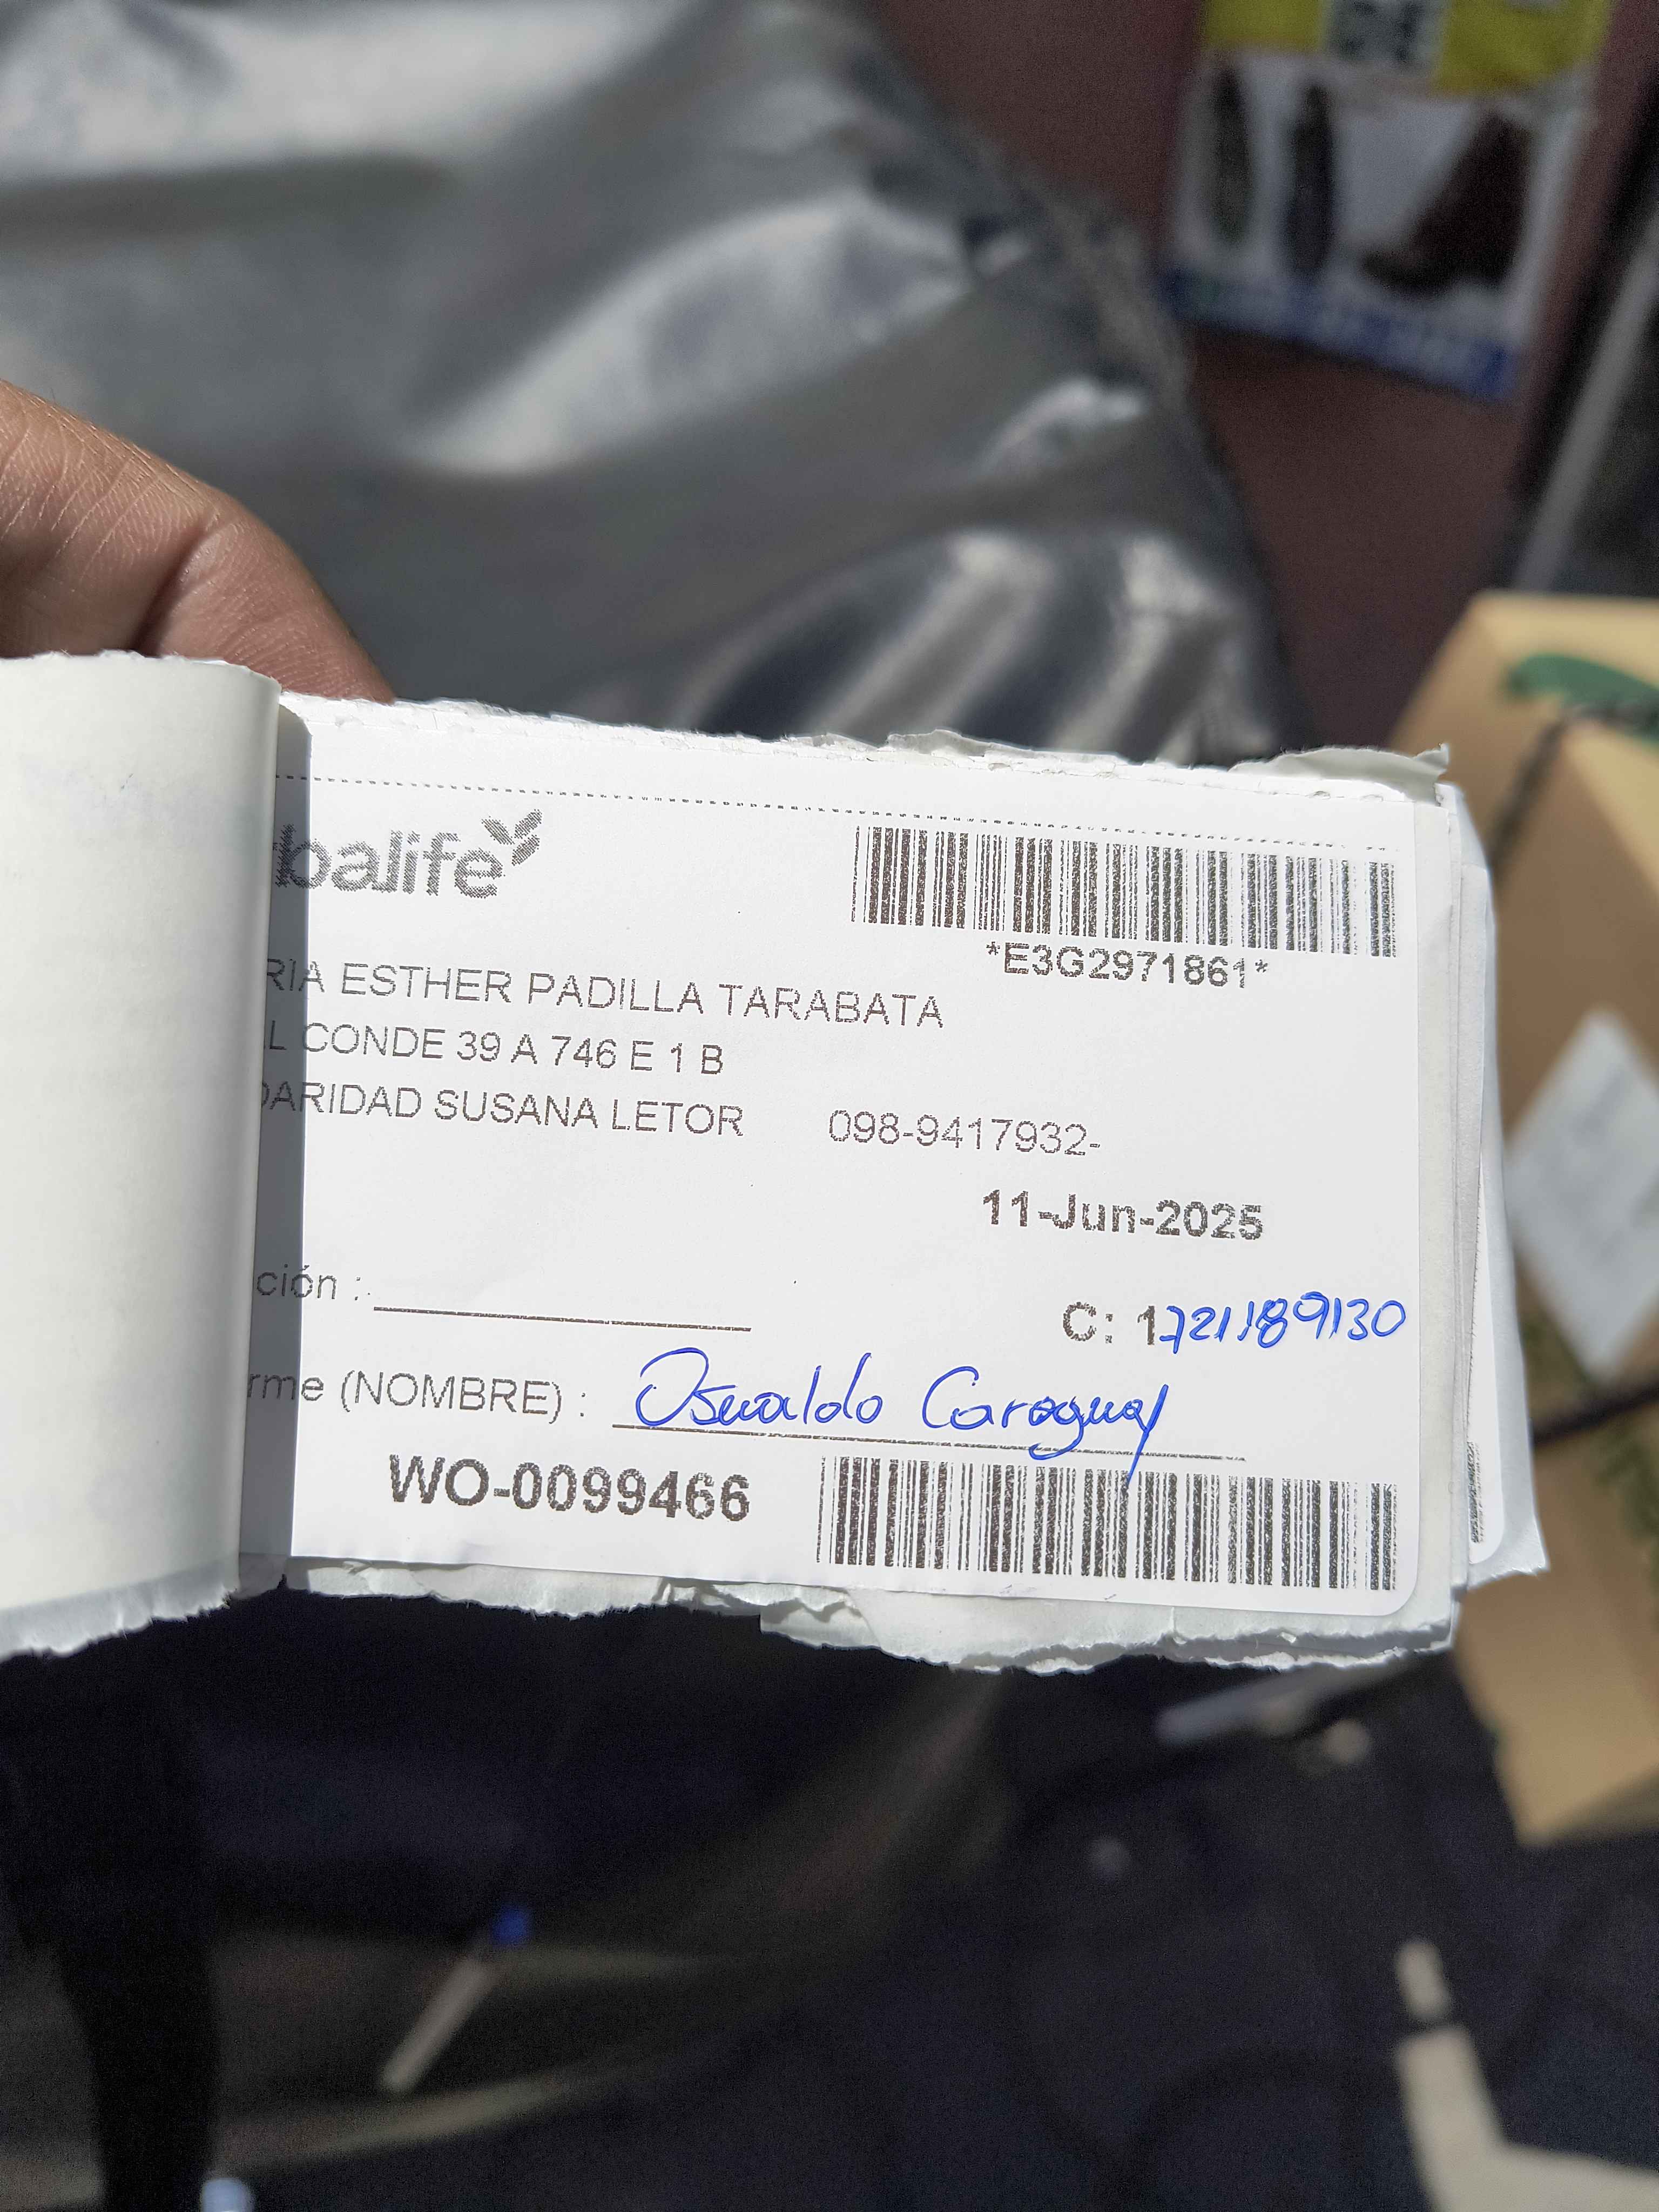 balife
*E3G2971861*
RIA ESTHER PADILLA TARABATA
L CONDE 39 A 746 E 1 B
DARIDAD SUSANA LETOR 098-9417932-
11-Jun-2025
ción :
C: 1721189130
rme (NOMBRE) : Oswaldo Caraguay
WO-0099466